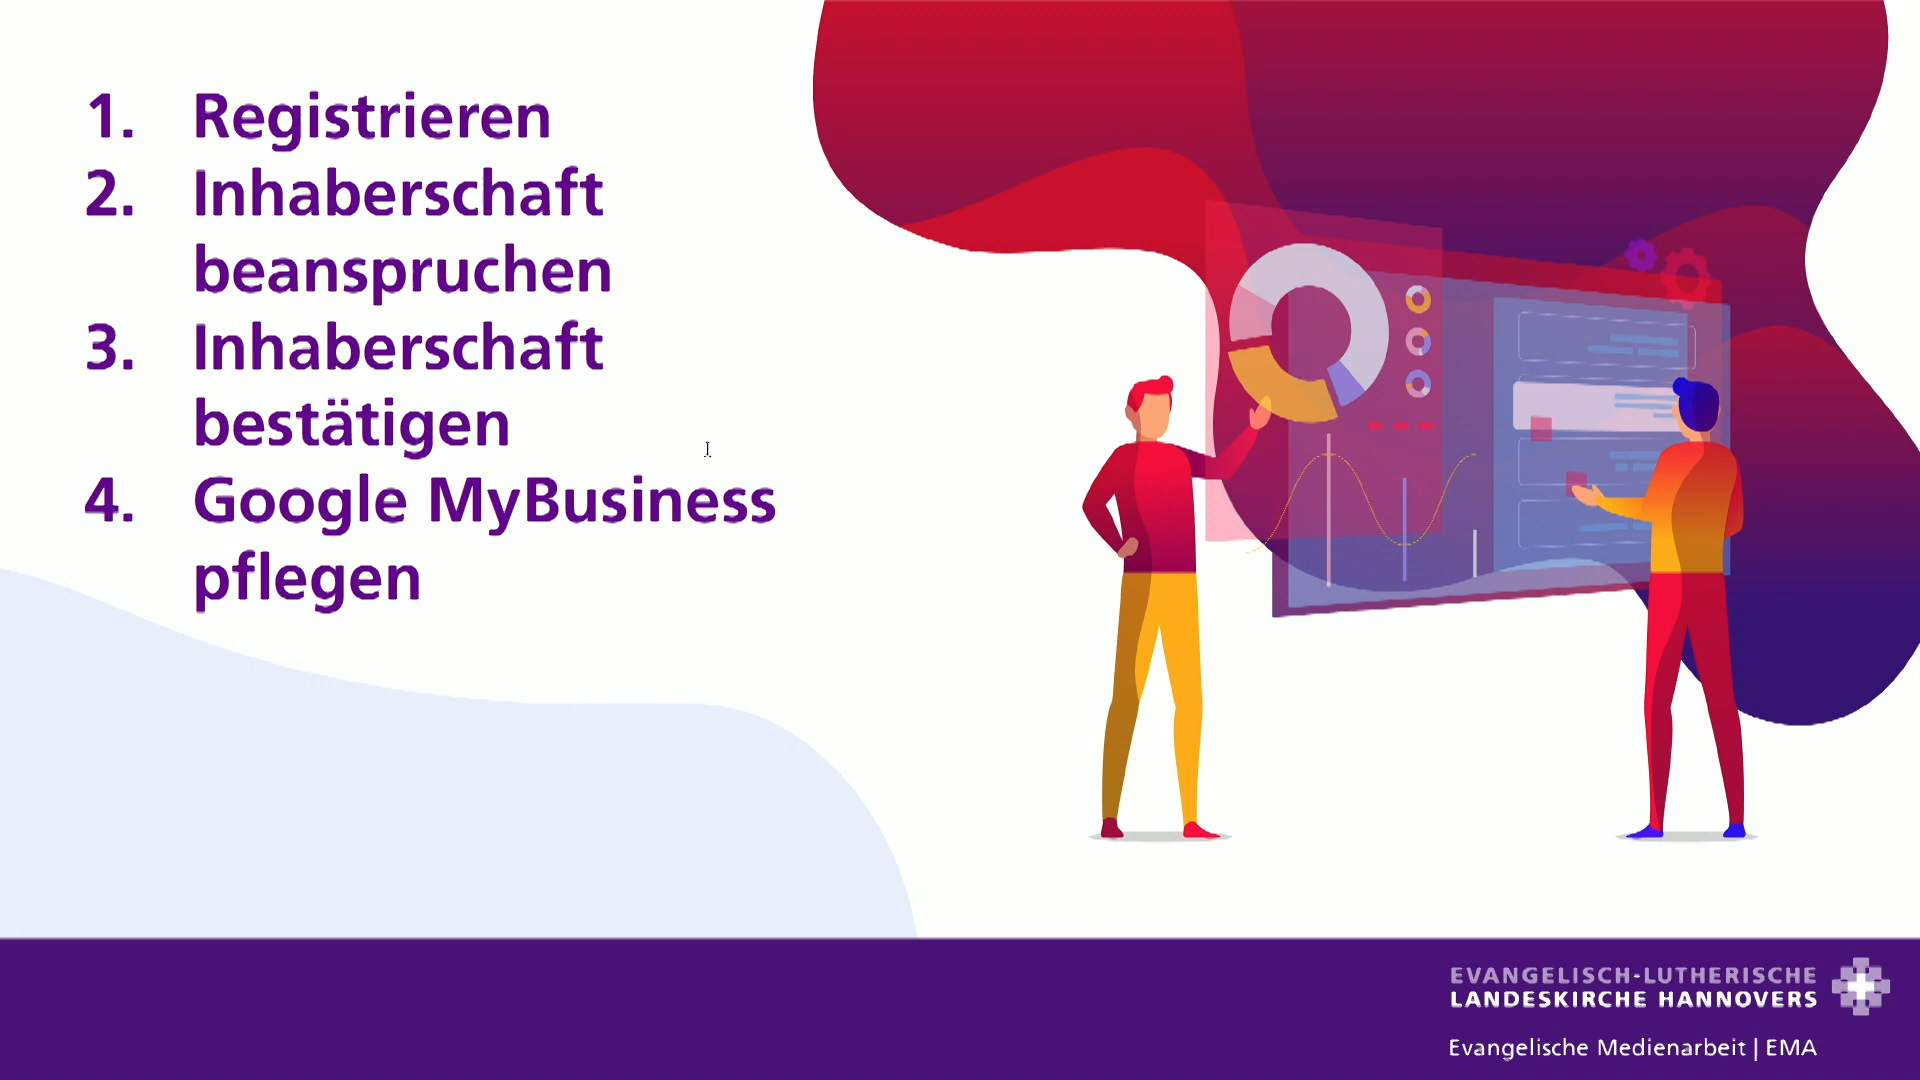 1. Registrieren
2. Inhaberschaft
beanspruchen
3. Inhaberschaft
bestätigen
4. Google MyBusiness
pflegen
EVANGELISCH-LUTHERISCHE
LANDESKIRCHE HANNOVERS
Evangelische Medienarbeit | EMA